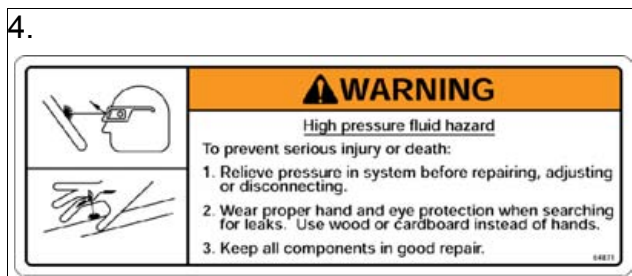 4.
WARNING
High pressure fluid hazard
To prevent serious injury or death:
1. Relieve pressure in system before repairing, adjusting
or disconnecting.
2. Wear proper hand and eye protection when searching
for leaks. Use wood or cardboard instead of hands.
3. Keep all components in good repair.